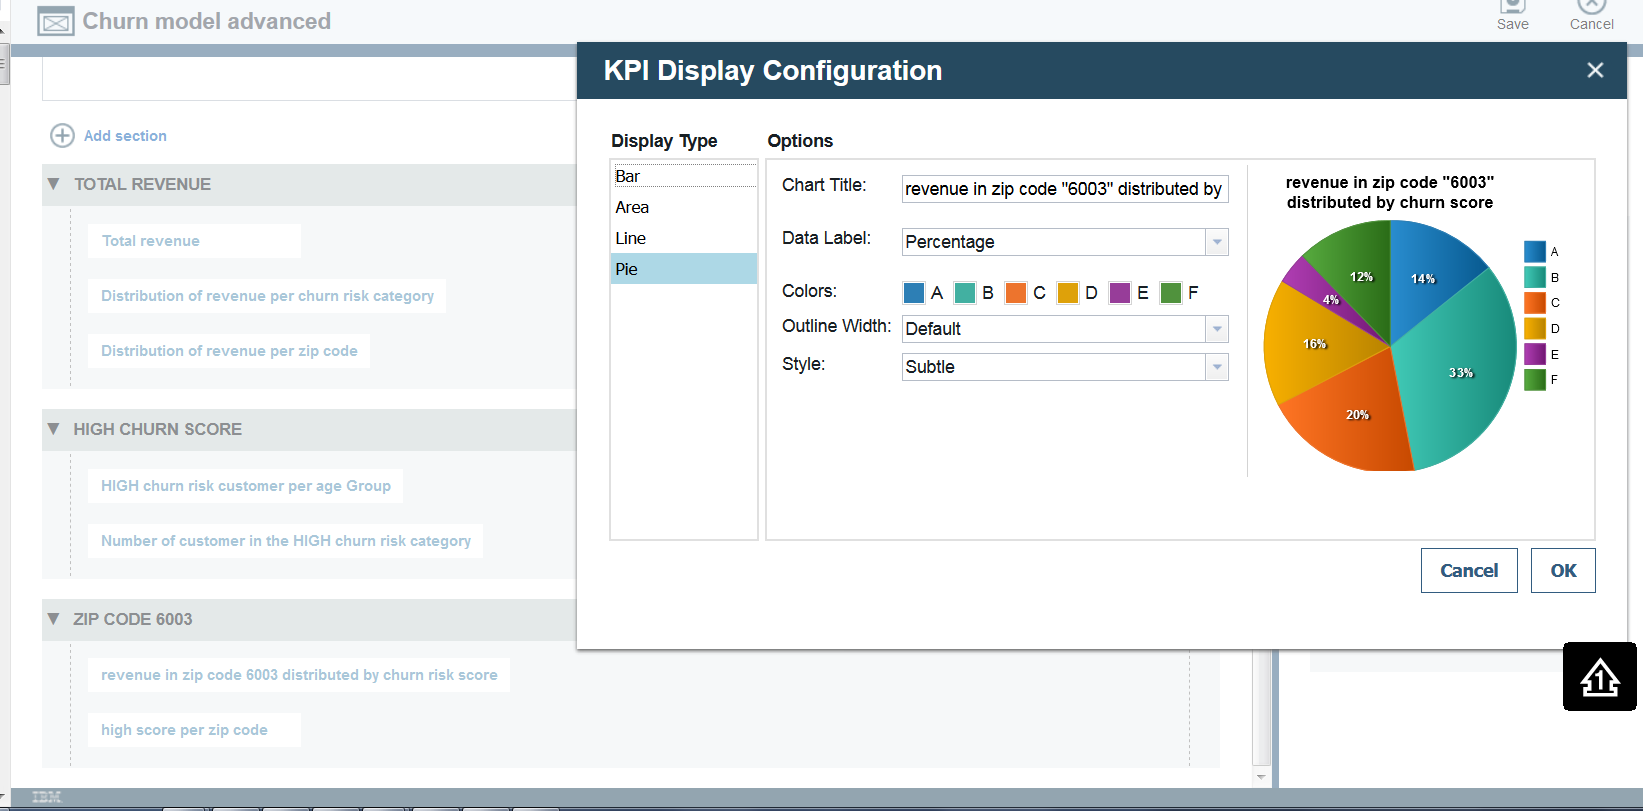 Churn model advanced
Save
Cancel
KPI Display Configuration
Add section
TOTAL REVENUE
Total revenue
Distribution of revenue per churn risk category
Distribution of revenue per zip code
HIGH CHURN SCORE
HIGH churn risk customer per age Group
Number of customer in the HIGH churn risk category
ZIP CODE 6003
revenue in zip code 6003 distributed by churn risk score
high score per zip code
Display Type
Bar
Area
Line
Pie
Options
Chart Title:
revenue in zip code "6003" distributed by
Data Label:
Percentage
Colors:
A B C D E F
Outline Width:
Default
Style:
Subtle
revenue in zip code "6003"
distributed by churn score
12%
14%
4%
16%
33%
20%
A
B
C
D
E
F
Cancel
OK
1
IBM